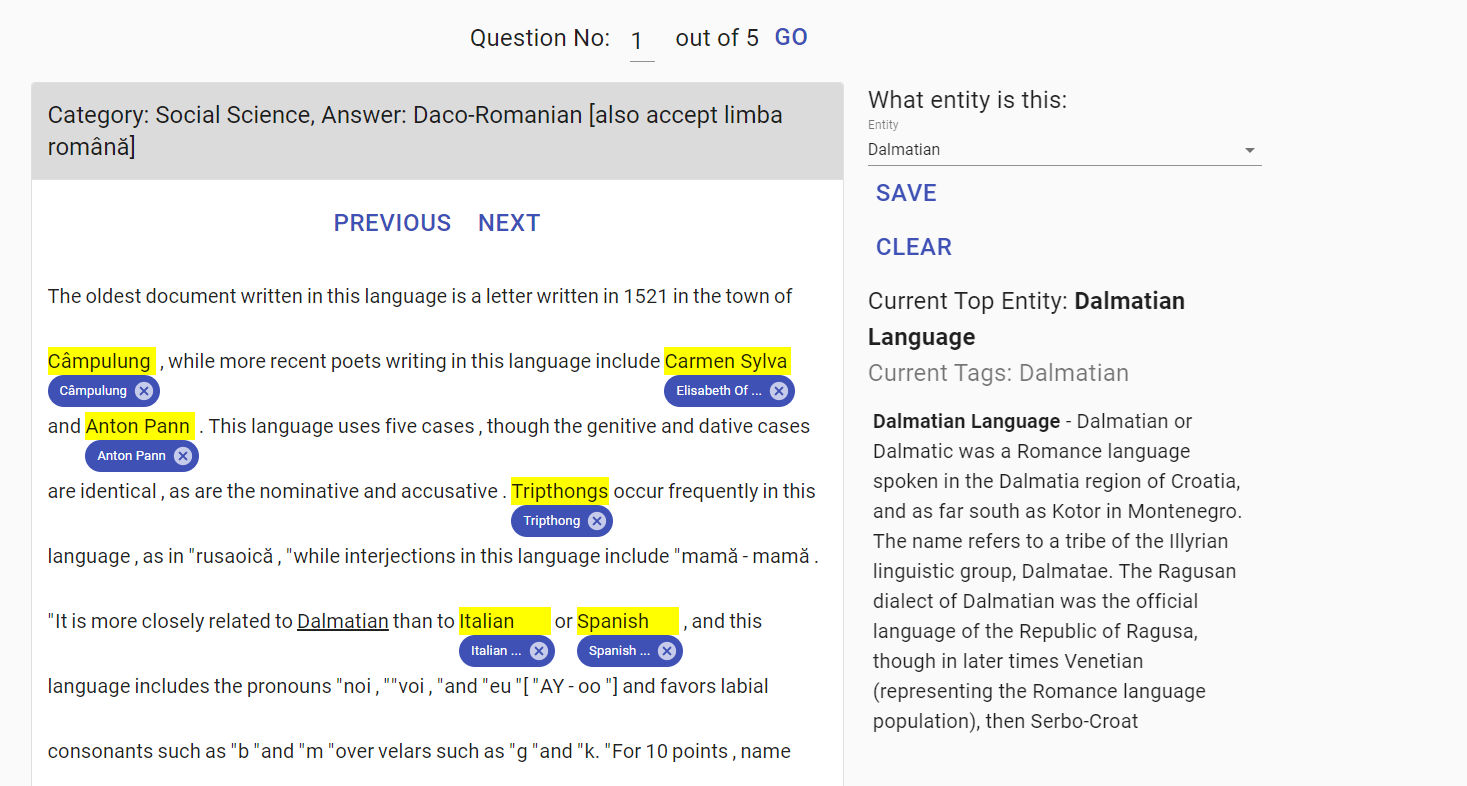 Question No: 1 out of 5 GO
Category: Social Science, Answer: Daco-Romanian [also accept limba
română]
PREVIOUS NEXT
The oldest document written in this language is a letter written in 1521 in the town of
Câmpulung , while more recent poets writing in this language include Carmen Sylva
Câmpulung Elisabeth Of ...
and Anton Pann . This language uses five cases , though the genitive and dative cases
Anton Pann
are identical , as are the nominative and accusative . Tripthongs occur frequently in this
Tripthong
language , as in "rusaoică , "while interjections in this language include "mamă - mamă .
"It is more closely related to Dalmatian than to Italian or Spanish , and this
Italian ... Spanish ...
language includes the pronouns "noi , ""voi , "and "eu "[ "AY - oo "] and favors labial
consonants such as "b "and "m "over velars such as "g "and "k. "For 10 points , name
What entity is this:
Entity
Dalmatian
SAVE
CLEAR
Current Top Entity: Dalmatian
Language
Current Tags: Dalmatian
Dalmatian Language - Dalmatian or
Dalmatic was a Romance language
spoken in the Dalmatia region of Croatia,
and as far south as Kotor in Montenegro.
The name refers to a tribe of the Illyrian
linguistic group, Dalmatae. The Ragusan
dialect of Dalmatian was the official
language of the Republic of Ragusa,
though in later times Venetian
(representing the Romance language
population), then Serbo-Croat